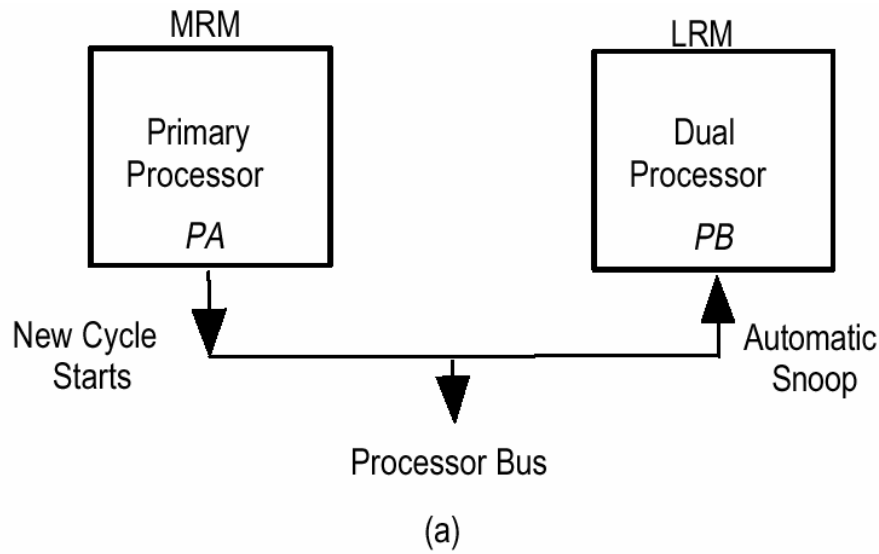 MRM
Primary
Processor
PA
LRM
Dual
Processor
PB
New Cycle
Starts
Automatic
Snoop
Processor Bus
(a)